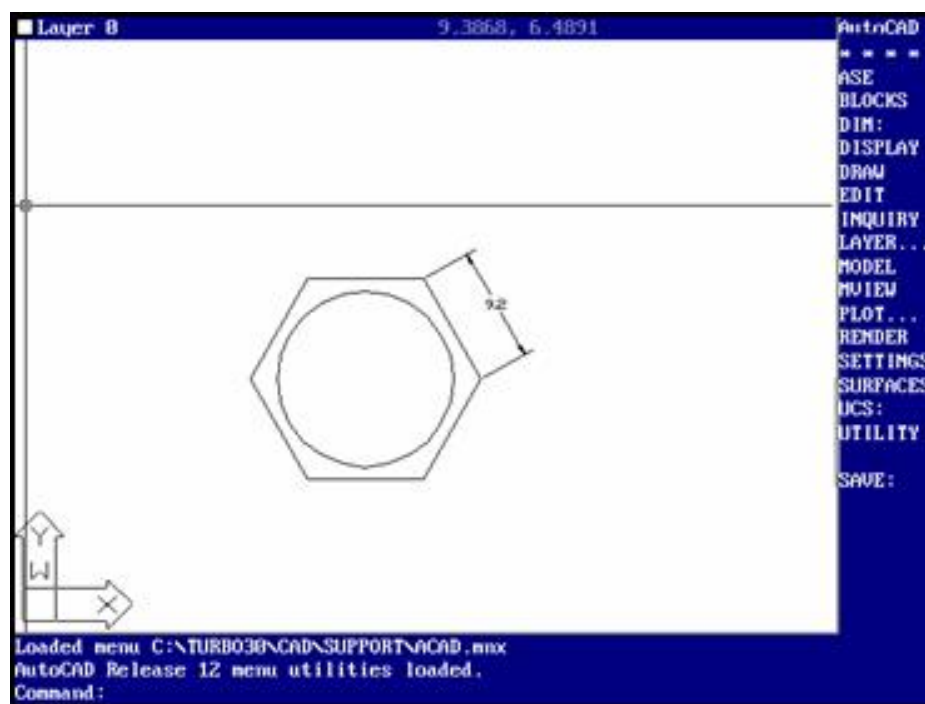 Layer 0
9.3868, 6.4891
AutoCAD
* * * *
ASE
BLOCKS
DIM:
DISPLAY
DRAW
EDIT
INQUIRY
LAYER...
MODEL
MVIEW
PLOT...
RENDER
SETTINGS
SURFACES
UCS:
UTILITY
SAVE:
Y
W
X
Loaded menu C:\TURBO30\CAD\SUPPORT\ACAD.mnx
AutoCAD Release 12 menu utilities loaded.
Command: